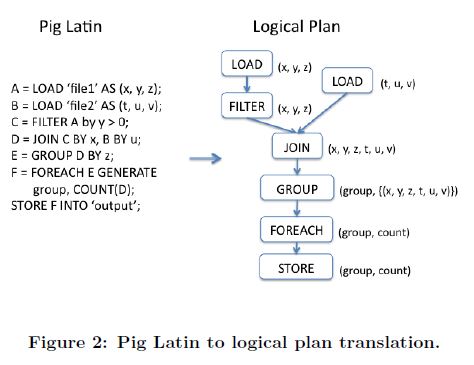 Pig Latin
Logical Plan
A = LOAD 'file1' AS (x, y, z);
B = LOAD 'file2' AS (t, u, v);
C = FILTER A by y > 0;
D = JOIN C BY x, B BY u;
E = GROUP D BY z;
F = FOREACH E GENERATE
group, COUNT(D);
STORE F INTO 'output';
LOAD (x, y, z)
LOAD (t, u, v)
FILTER (x, y, z)
JOIN (x, y, z, t, u, v)
GROUP (group, {(x, y, z, t, u, v)})
FOREACH (group, count)
STORE (group, count)
Figure 2: Pig Latin to logical plan translation.